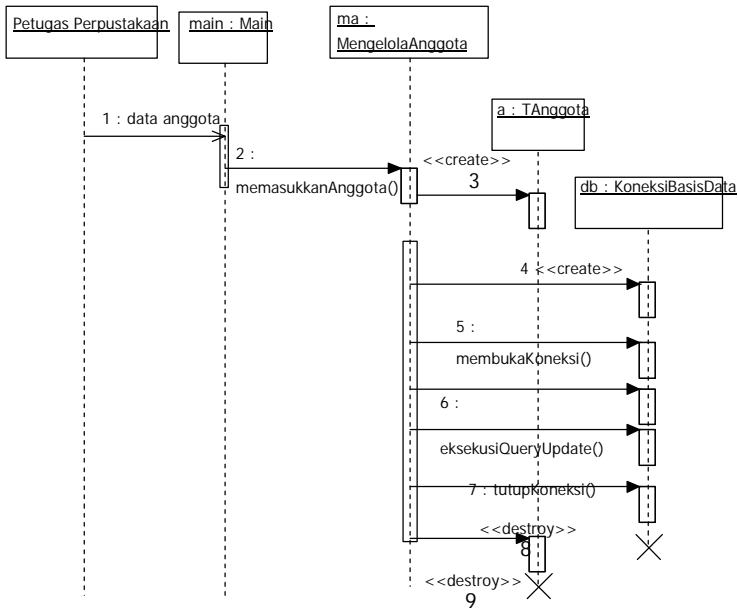 Petugas Perpustakaan
main : Main
ma :
MengelolaAnggota
a : TAnggota
db : KoneksiBasisData
1 : data anggota
2 :
memasukkanAnggota()
<<create>>
3
4 <<create>>
5 :
membukaKoneksi()
6 :
eksekusiQueryUpdate()
7 : tutupKoneksi()
<<destroy>>
8
<<destroy>>
9